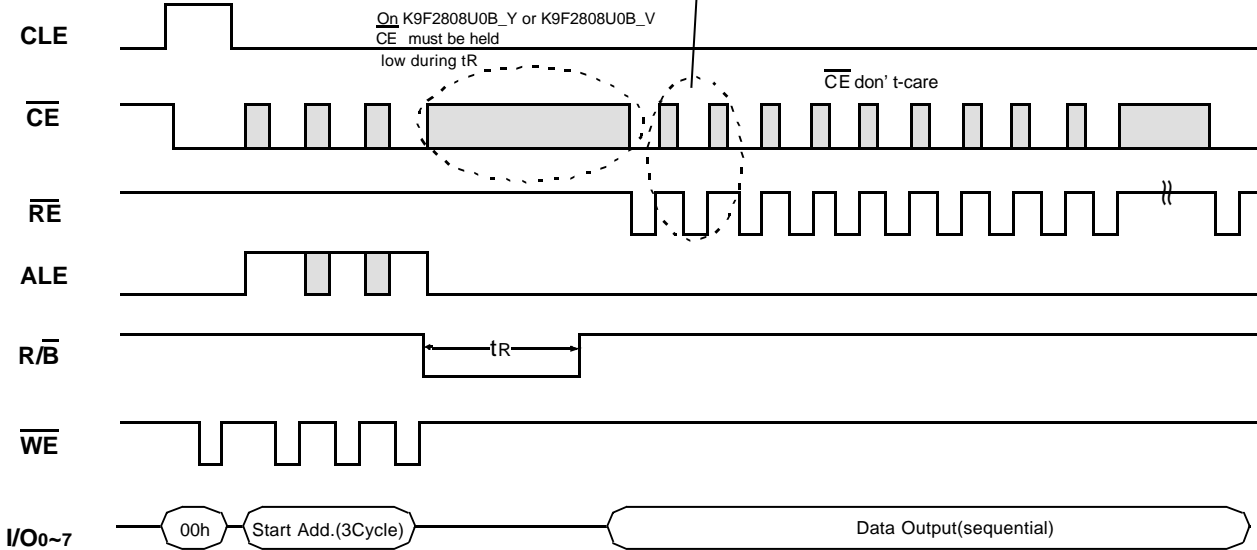 CLE
On K9F2808U0B_Y or K9F2808U0B_V
CE must be held
low during tR
CE don' t-care
CE
RE
ALE
R/B
tR
WE
I/O0~7
00h
Start Add.(3Cycle)
Data Output(sequential)